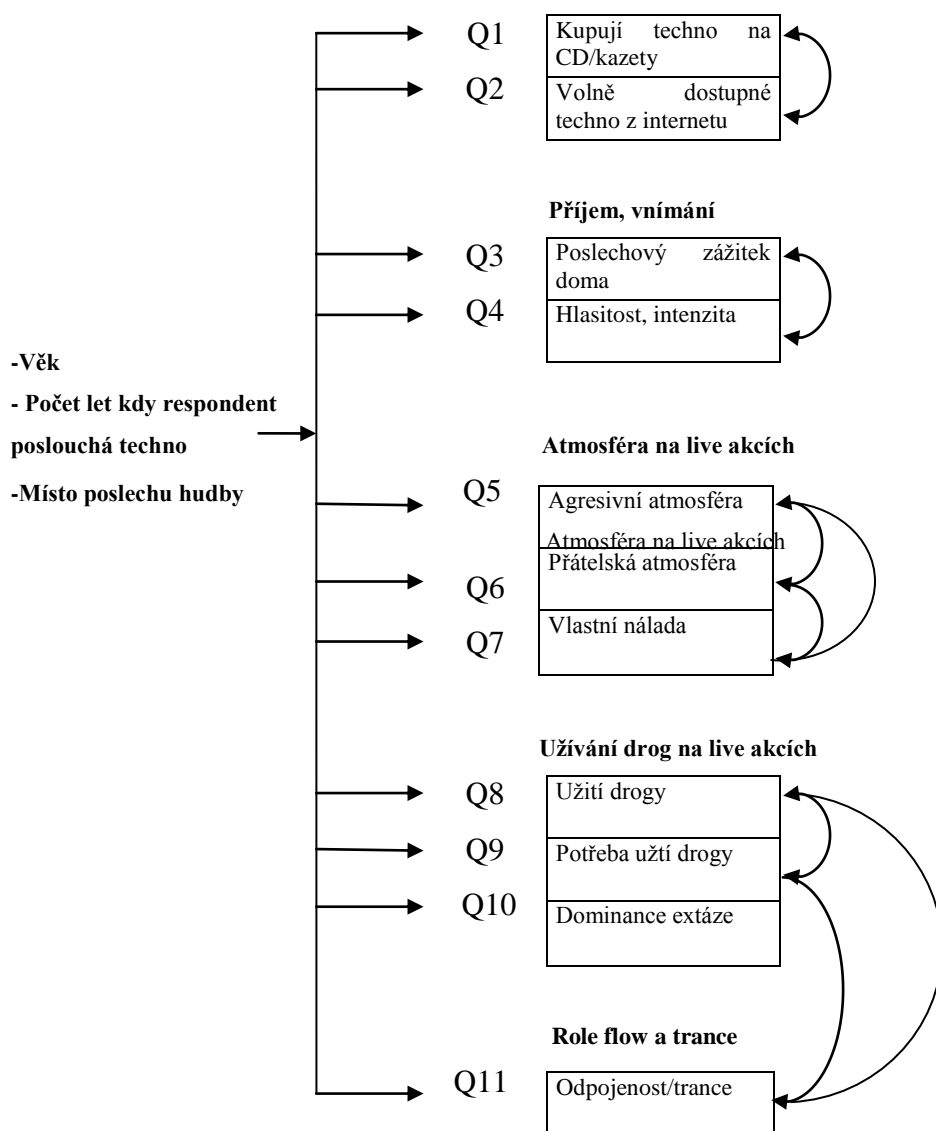 Q1
Kupují techno na
CD/kazety
Q2
Volně dostupné
techno z internetu
Příjem, vnímání
Q3
Poslechový zážitek
doma
Q4
Hlasitost, intenzita
-Věk
- Počet let kdy respondent
poslouchá techno
-Místo poslechu hudby
Atmosféra na live akcích
Q5
Agresivní atmosféra
Atmosféra na live akcích
Q6
Přátelská atmosféra
Q7
Vlastní nálada
Užívání drog na live akcích
Q8
Užití drogy
Q9
Potřeba užtí drogy
Q10
Dominance extáze
Role flow a trance
Q11
Odpojenost/trance